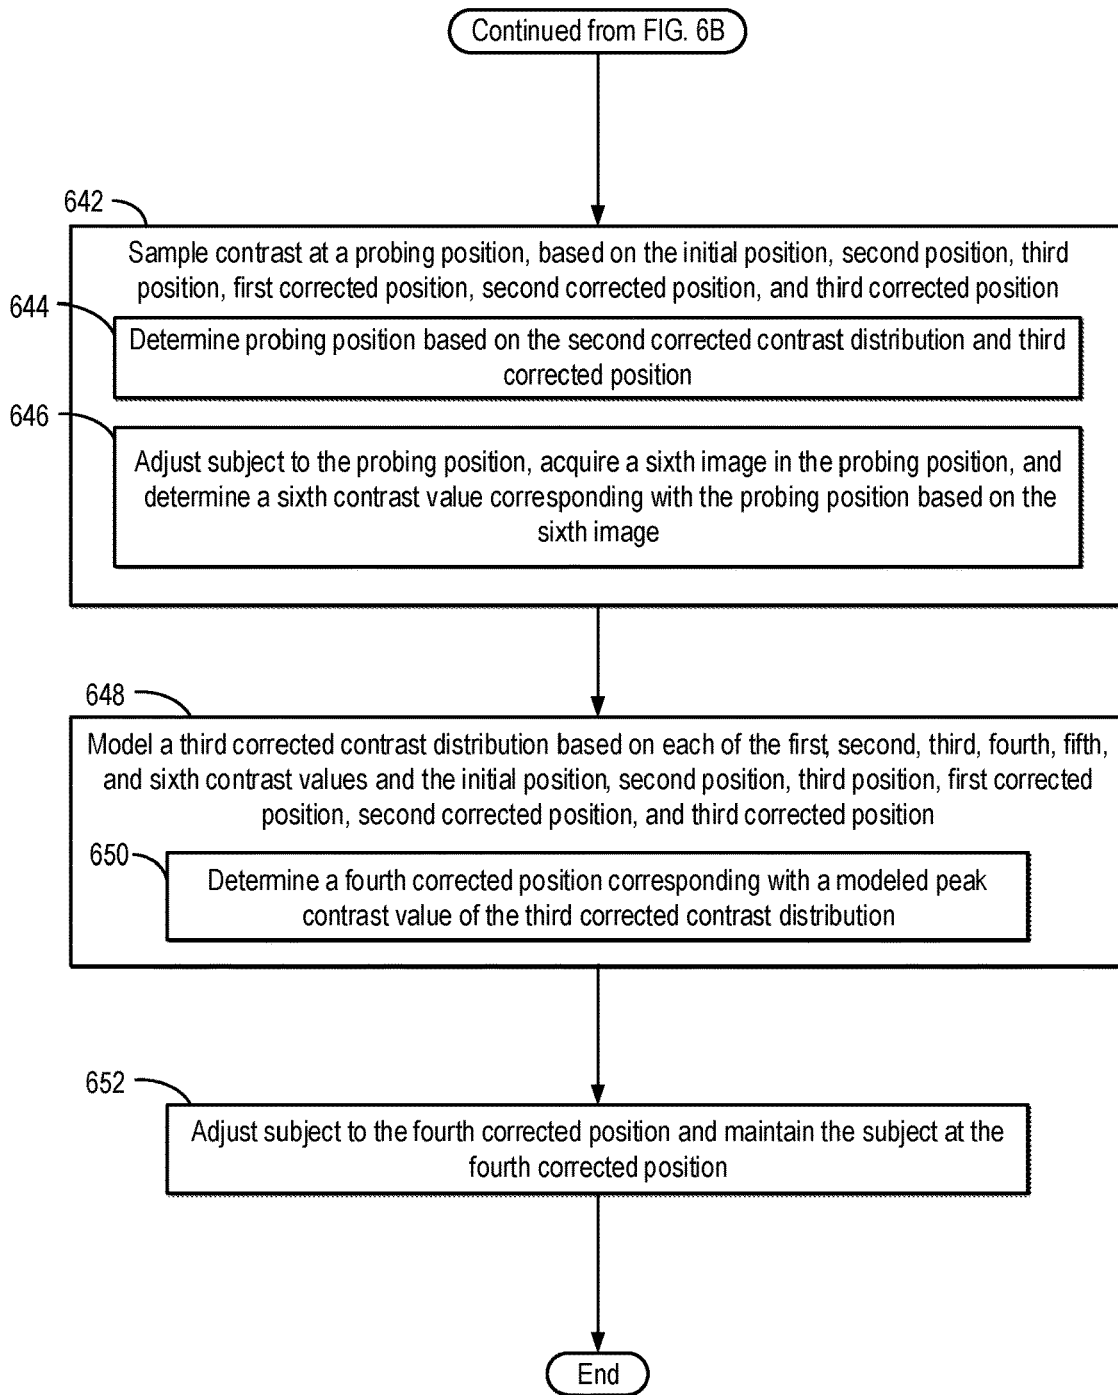 Continued from FIG. 6B
642
Sample contrast at a probing position, based on the initial position, second position, third
position, first corrected position, second corrected position, and third corrected position
644
Determine probing position based on the second corrected contrast distribution and third
corrected position
646
Adjust subject to the probing position, acquire a sixth image in the probing position, and
determine a sixth contrast value corresponding with the probing position based on the
sixth image
648
Model a third corrected contrast distribution based on each of the first, second, third, fourth, fifth,
and sixth contrast values and the initial position, second position, third position, first corrected
position, second corrected position, and third corrected position
650
Determine a fourth corrected position corresponding with a modeled peak
contrast value of the third corrected contrast distribution
652
Adjust subject to the fourth corrected position and maintain the subject at the
fourth corrected position
End